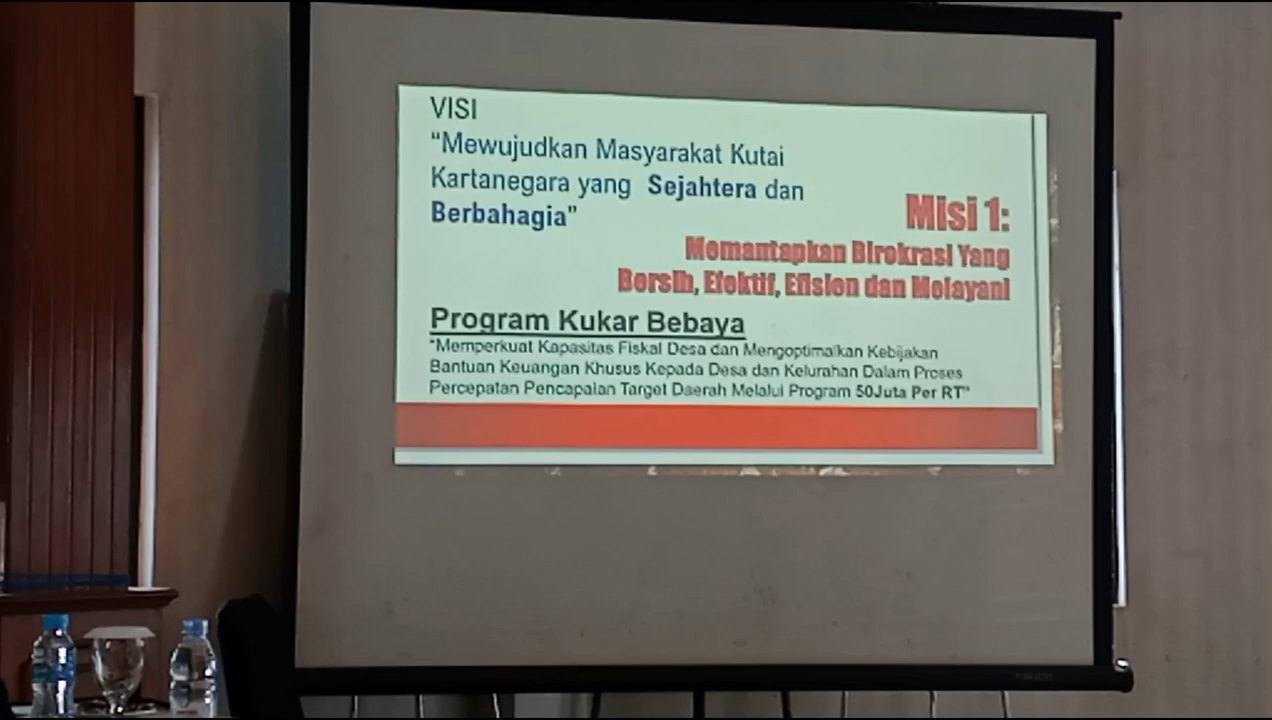 VISI
“Mewujudkan Masyarakat Kutai
Kartanegara yang Sejahtera dan
Berbahagia”
Misi 1:
Memantapkan Birokrasi Yang
Bersih, Efektif, Efisien dan Melayani
Program Kukar Bebaya
“Memperkuat Kapasitas Fiskal Desa dan Mengoptimalkan Kebijakan
Bantuan Keuangan Khusus Kepada Desa dan Kelurahan Dalam Proses
Percepatan Pencapaian Target Daerah Melalui Program 50Juta Per RT”